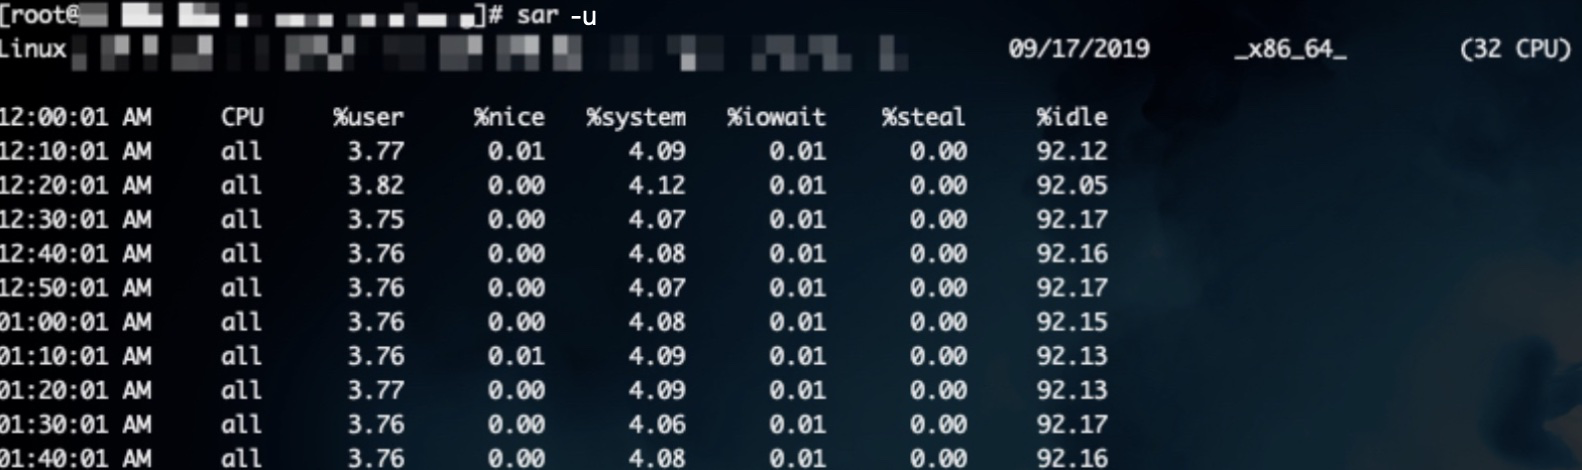 [root@ ]# sar -u
Linux 09/17/2019 _x86_64_ (32 CPU)
12:00:01 AM CPU %user %nice %system %iowait %steal %idle
12:10:01 AM all 3.77 0.01 4.09 0.01 0.00 92.12
12:20:01 AM all 3.82 0.00 4.12 0.01 0.00 92.05
12:30:01 AM all 3.75 0.00 4.07 0.01 0.00 92.17
12:40:01 AM all 3.76 0.00 4.08 0.01 0.00 92.16
12:50:01 AM all 3.76 0.00 4.07 0.01 0.00 92.17
01:00:01 AM all 3.76 0.00 4.08 0.01 0.00 92.15
01:10:01 AM all 3.76 0.01 4.09 0.01 0.00 92.13
01:20:01 AM all 3.77 0.00 4.09 0.01 0.00 92.13
01:30:01 AM all 3.76 0.00 4.06 0.01 0.00 92.17
01:40:01 AM all 3.76 0.00 4.08 0.01 0.00 92.16